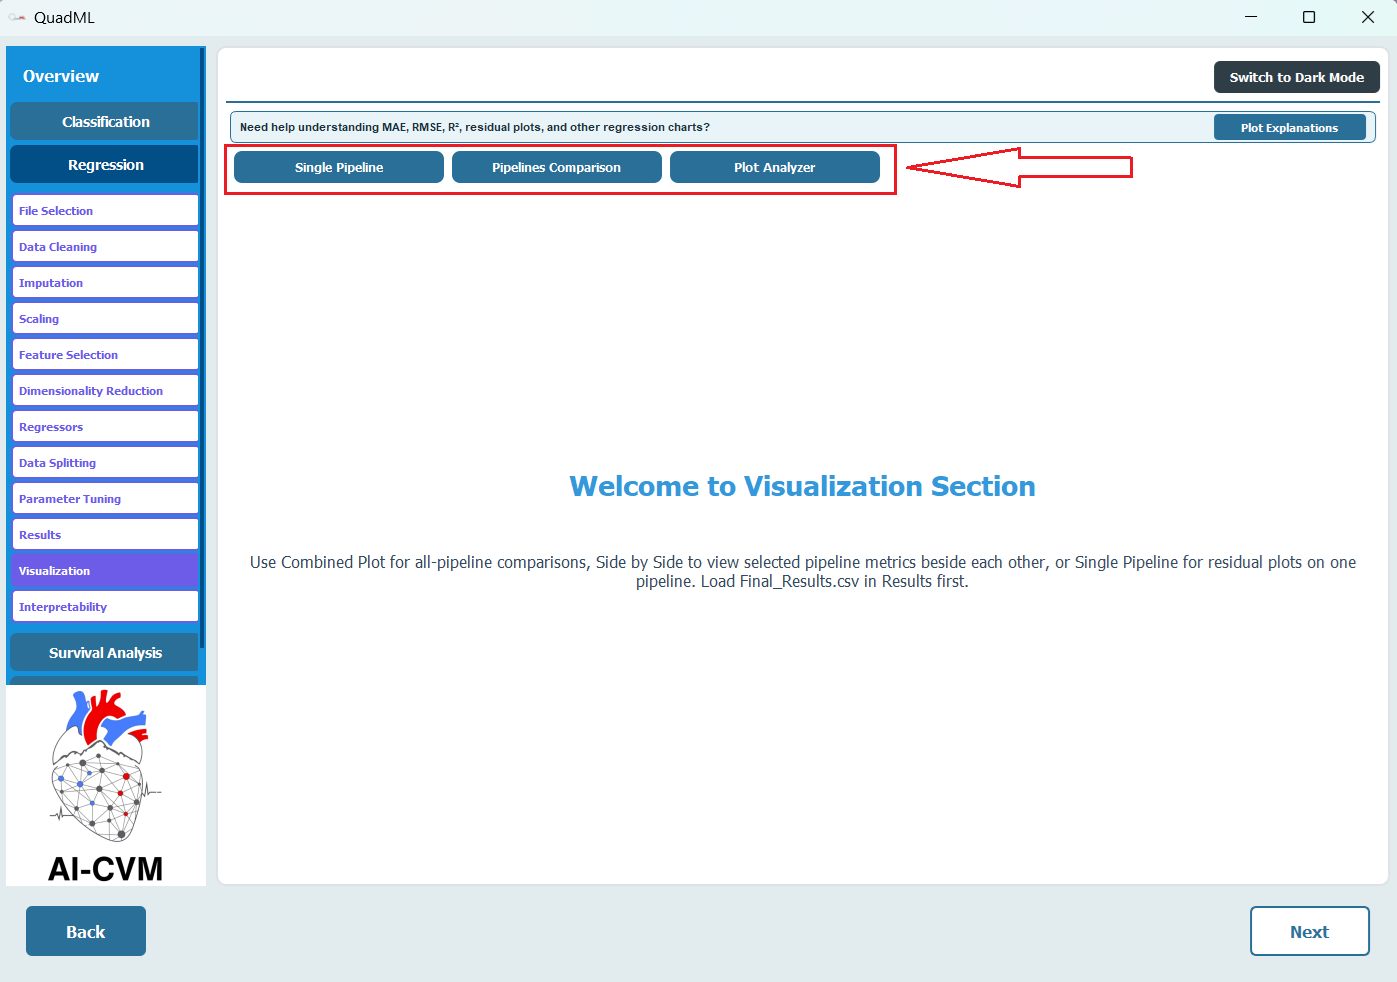 QuadML
Overview
Classification
Regression
File Selection
Data Cleaning
Imputation
Scaling
Feature Selection
Dimensionality Reduction
Regressors
Data Splitting
Parameter Tuning
Results
Visualization
Interpretability
Survival Analysis
AI-CVM
Switch to Dark Mode
Need help understanding MAE, RMSE, R², residual plots, and other regression charts?
Plot Explanations
Single Pipeline
Pipelines Comparison
Plot Analyzer
Welcome to Visualization Section
Use Combined Plot for all-pipeline comparisons, Side by Side to view selected pipeline metrics beside each other, or Single Pipeline for residual plots on one
pipeline. Load Final_Results.csv in Results first.
Back
Next